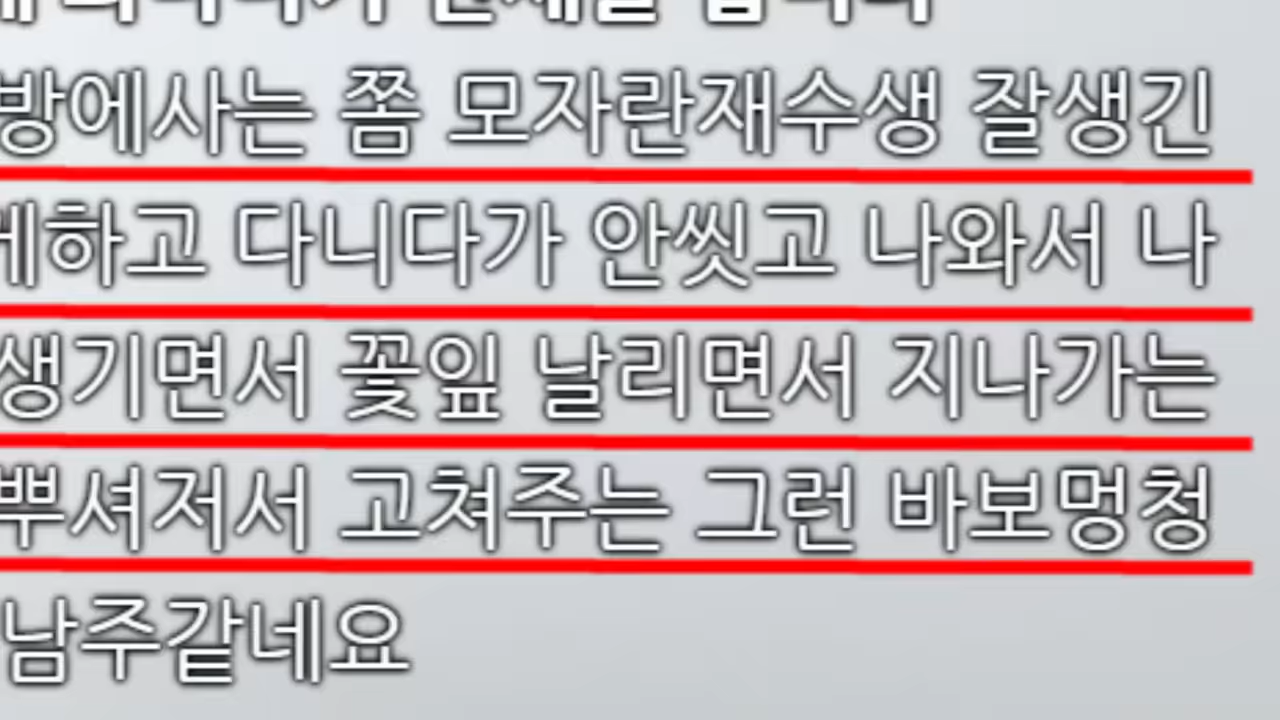 방에사는 쫌 모자란재수생 잘생긴
게하고 다니다가 안씻고 나와서 나
생기면서 꽃잎 날리면서 지나가는
뿌셔저서 고쳐주는 그런 바보멍청
남주같네요